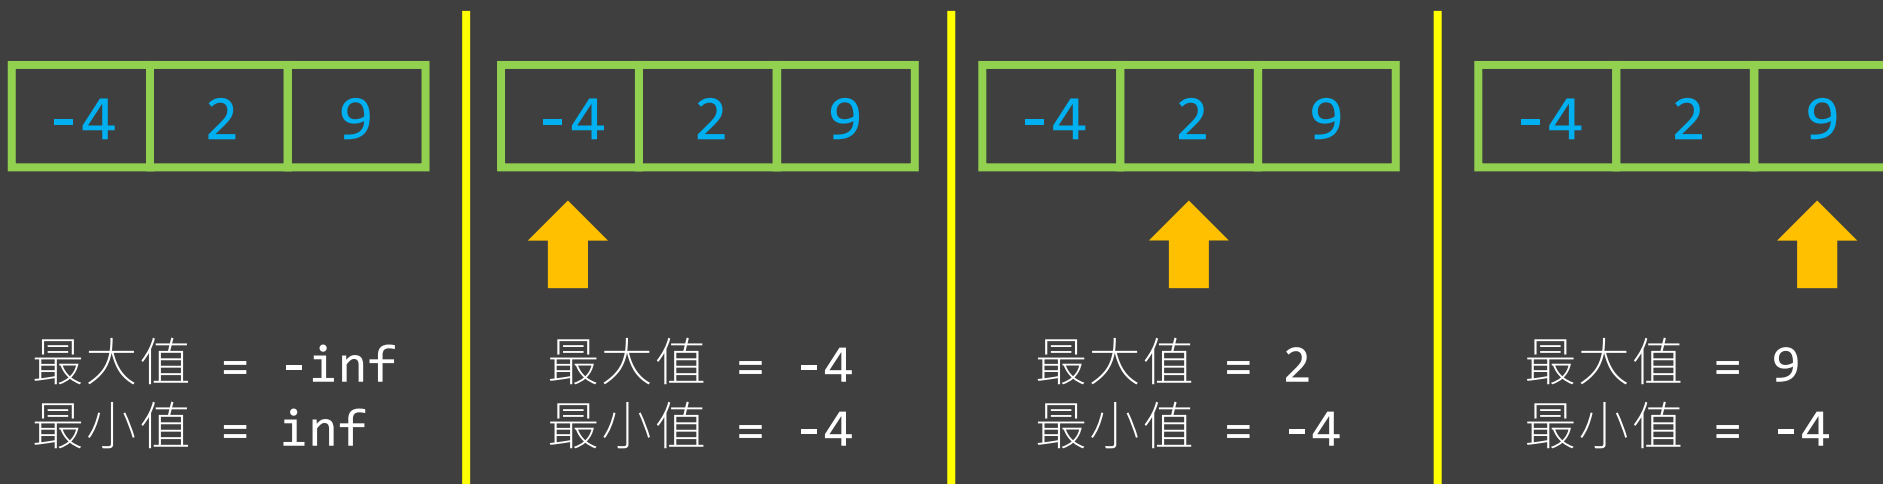 -4 2 9
最大值 = -inf
最小值 = inf
-4 2 9
最大值 = -4
最小值 = -4
-4 2 9
最大值 = 2
最小值 = -4
-4 2 9
最大值 = 9
最小值 = -4